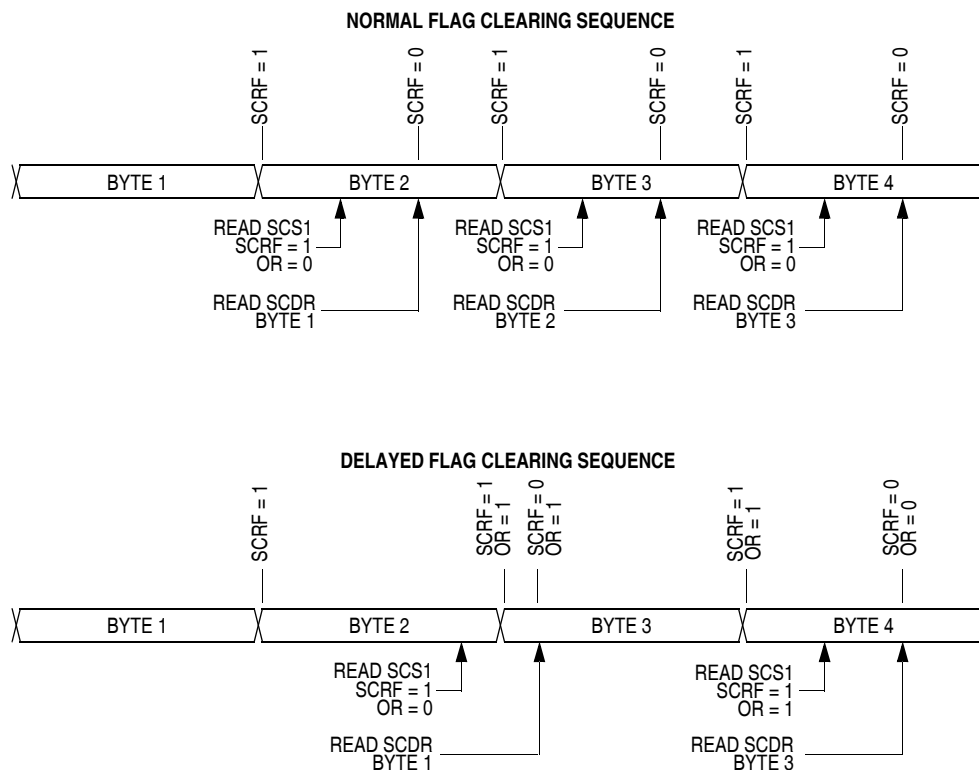 NORMAL FLAG CLEARING SEQUENCE
SCRF = 1
SCRF = 0
SCRF = 1
SCRF = 0
SCRF = 1
SCRF = 0
BYTE 1
BYTE 2
BYTE 3
BYTE 4
READ SCS1
SCRF = 1
OR = 0
READ SCS1
SCRF = 1
OR = 0
READ SCS1
SCRF = 1
OR = 0
READ SCDR
BYTE 1
READ SCDR
BYTE 2
READ SCDR
BYTE 3
DELAYED FLAG CLEARING SEQUENCE
SCRF = 1
SCRF = 1
OR = 1
SCRF = 0
OR = 1
SCRF = 1
OR = 1
SCRF = 0
OR = 0
BYTE 1
BYTE 2
BYTE 3
BYTE 4
READ SCS1
SCRF = 1
OR = 0
READ SCS1
SCRF = 1
OR = 1
READ SCDR
BYTE 1
READ SCDR
BYTE 3